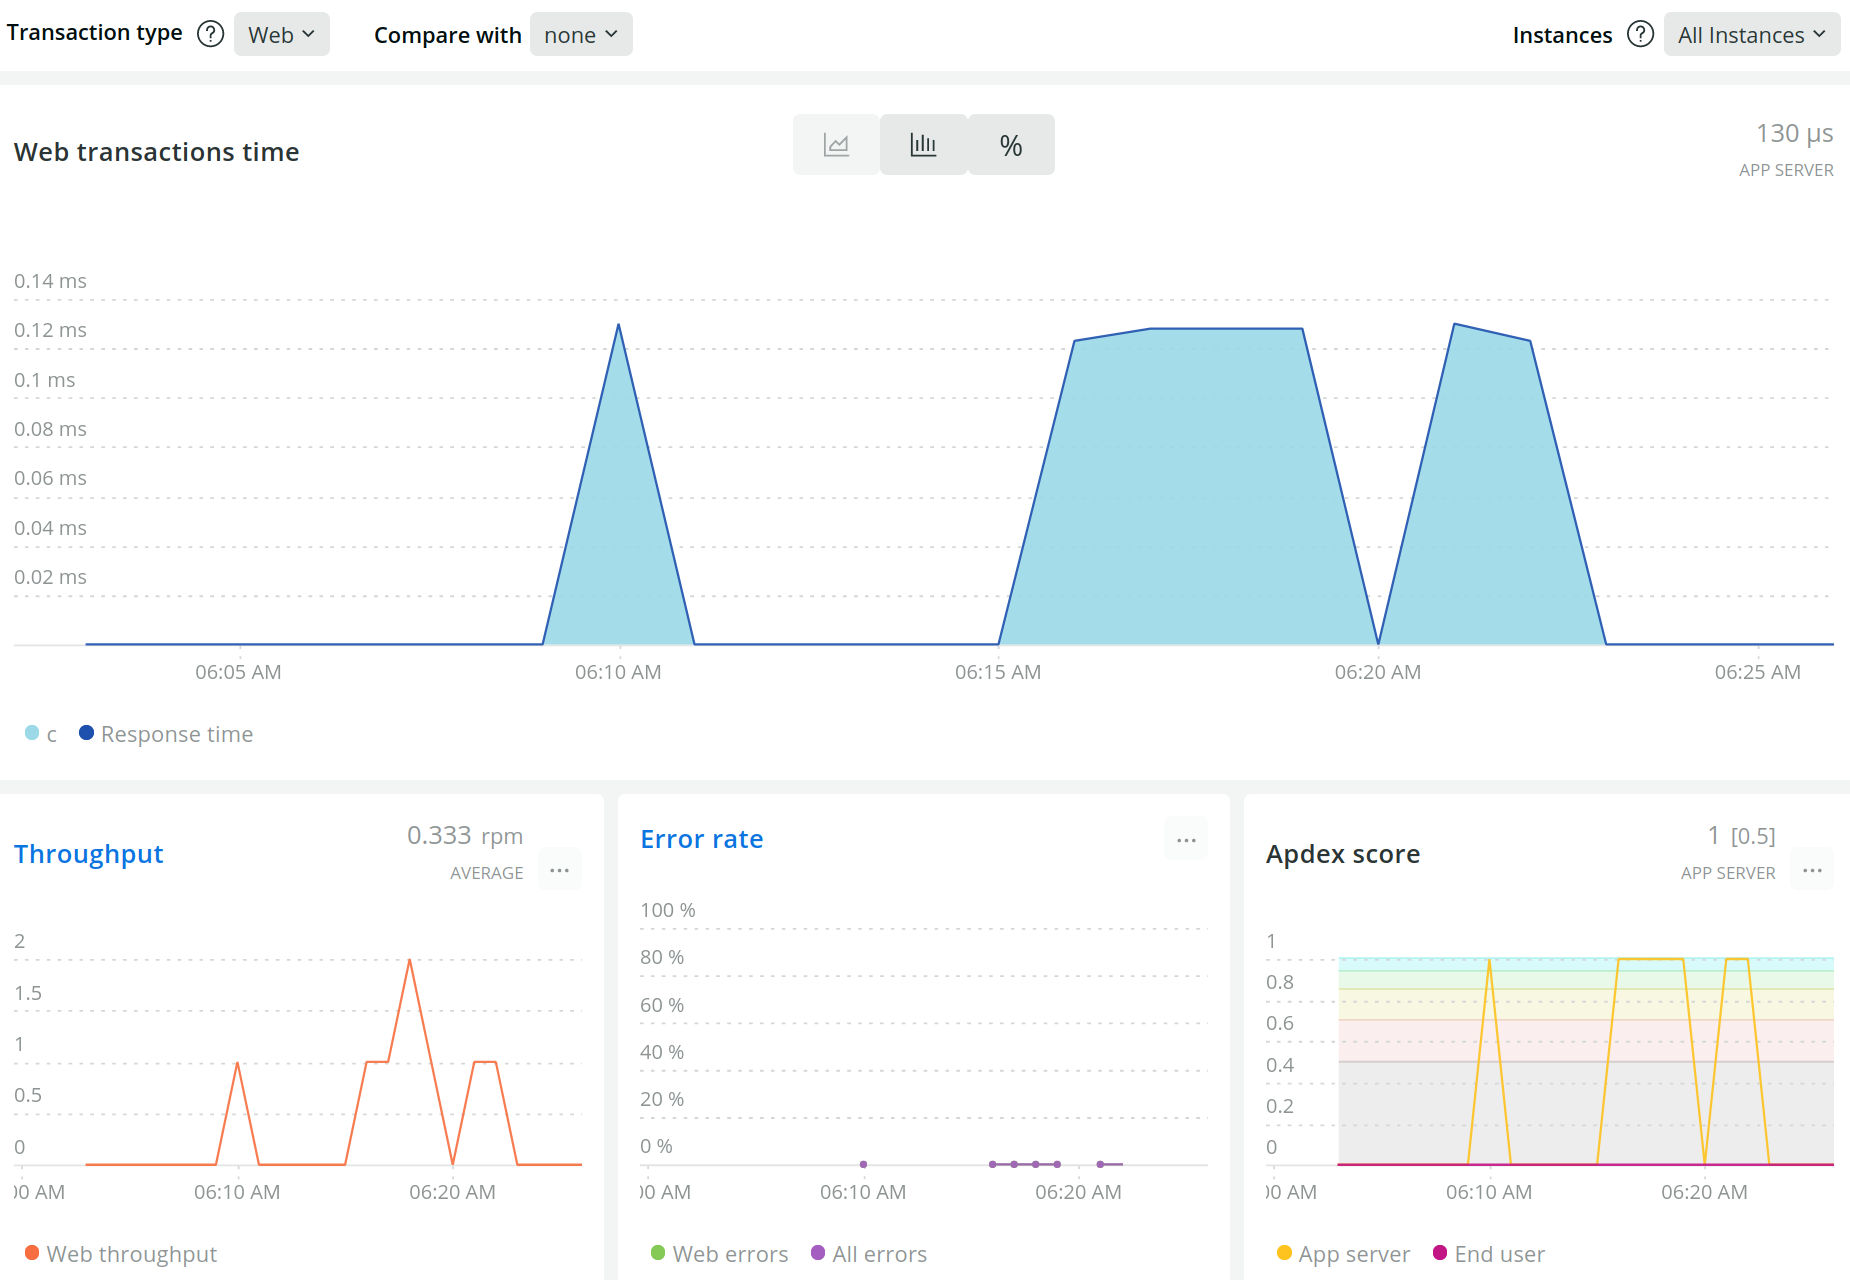 Transaction type ? Web Compare with none Instances ? All Instances
Web transactions time % 130 µs
APP SERVER
0.14 ms
0.12 ms
0.1 ms
0.08 ms
0.06 ms
0.04 ms
0.02 ms
06:05 AM 06:10 AM 06:15 AM 06:20 AM 06:25 AM
c Response time
Throughput 0.333 rpm
AVERAGE
2
1.5
1
0.5
0
00 AM 06:10 AM 06:20 AM
Web throughput
Error rate
100 %
80 %
60 %
40 %
20 %
0 %
00 AM 06:10 AM 06:20 AM
Web errors All errors
Apdex score 1 [0.5]
APP SERVER
1
0.8
0.6
0.4
0.2
0
00 AM 06:10 AM 06:20 AM
App server End user